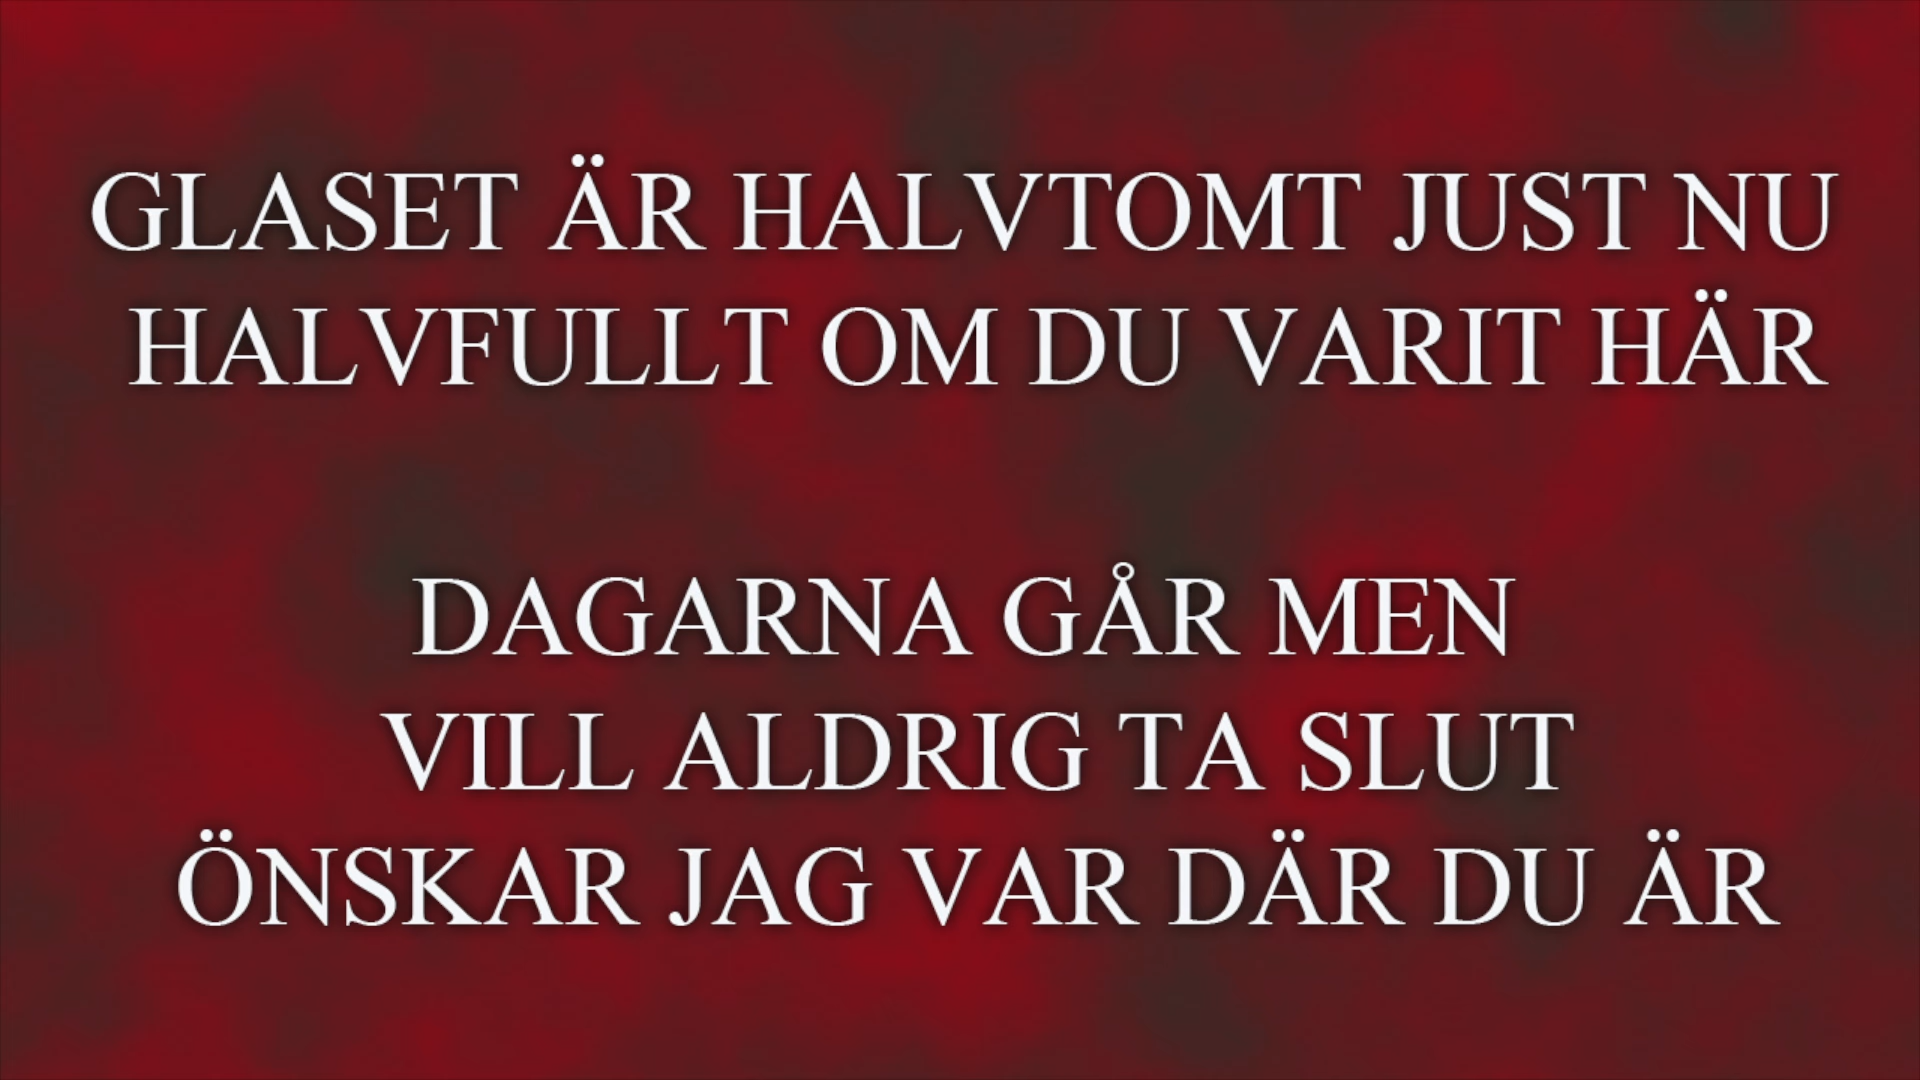 GLASET ÄR HALVTOMT JUST NU
HALVFULLT OM DU VARIT HÄR
DAGARNA GÅR MEN
VILL ALDRIG TA SLUT
ÖNSKAR JAG VAR DÄR DU ÄR